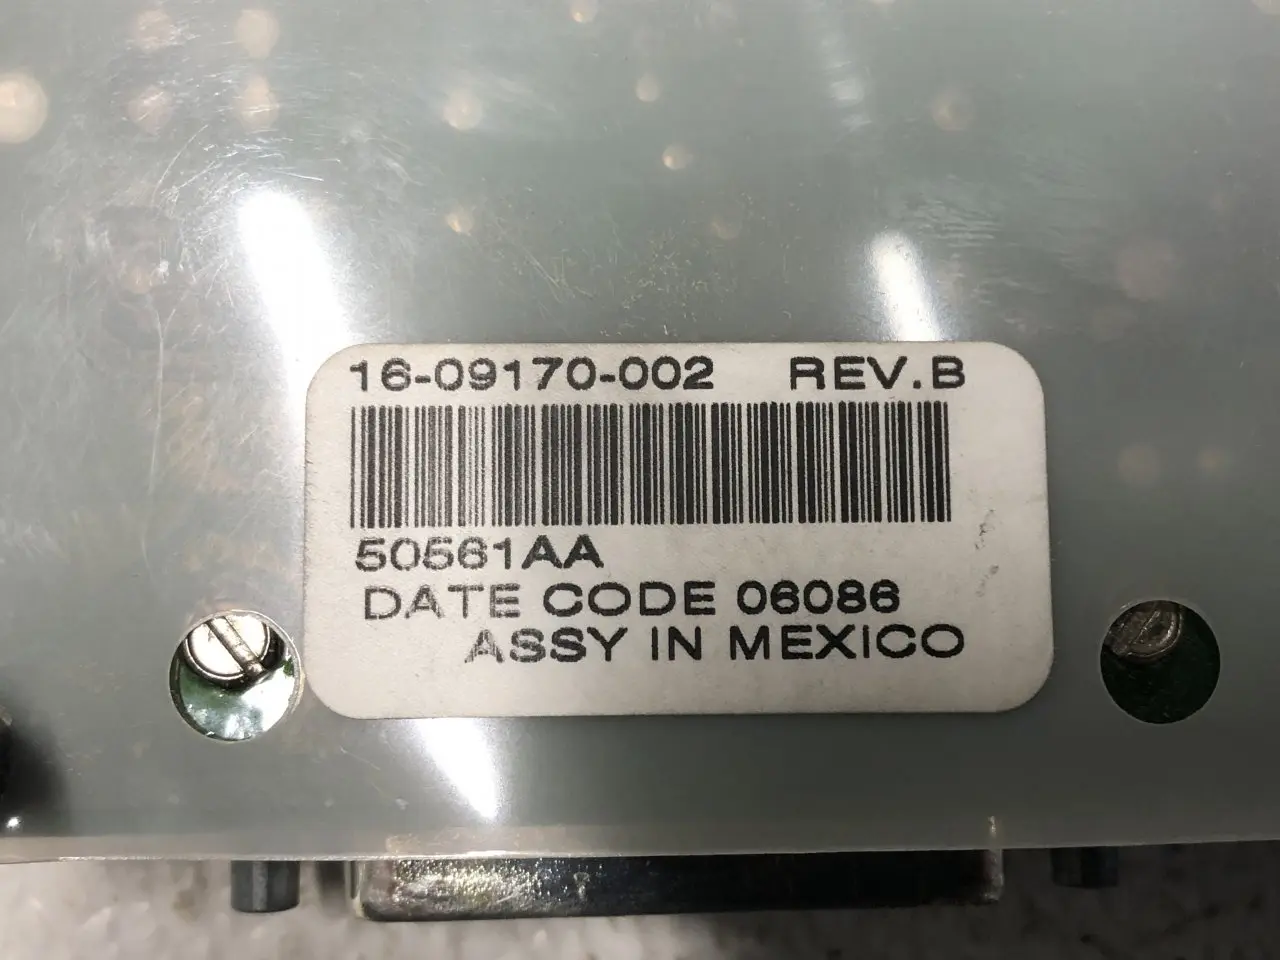 16-09170-002 REV.B
50561AA
DATE CODE 06086
ASSY IN MEXICO